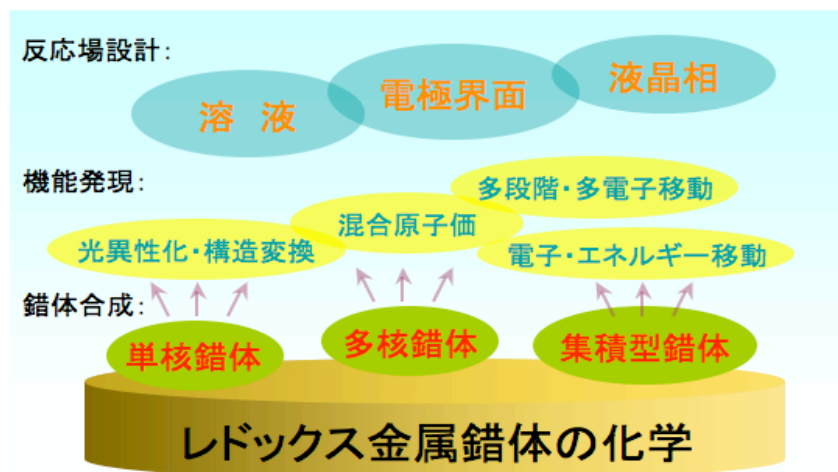 反応場設計:
溶 液
電極界面
液晶相
機能発現:
多段階・多電子移動
混合原子価
光異性化・構造変換
電子・エネルギー移動
錯体合成:
単核錯体
多核錯体
集積型錯体
レドックス金属錯体の化学